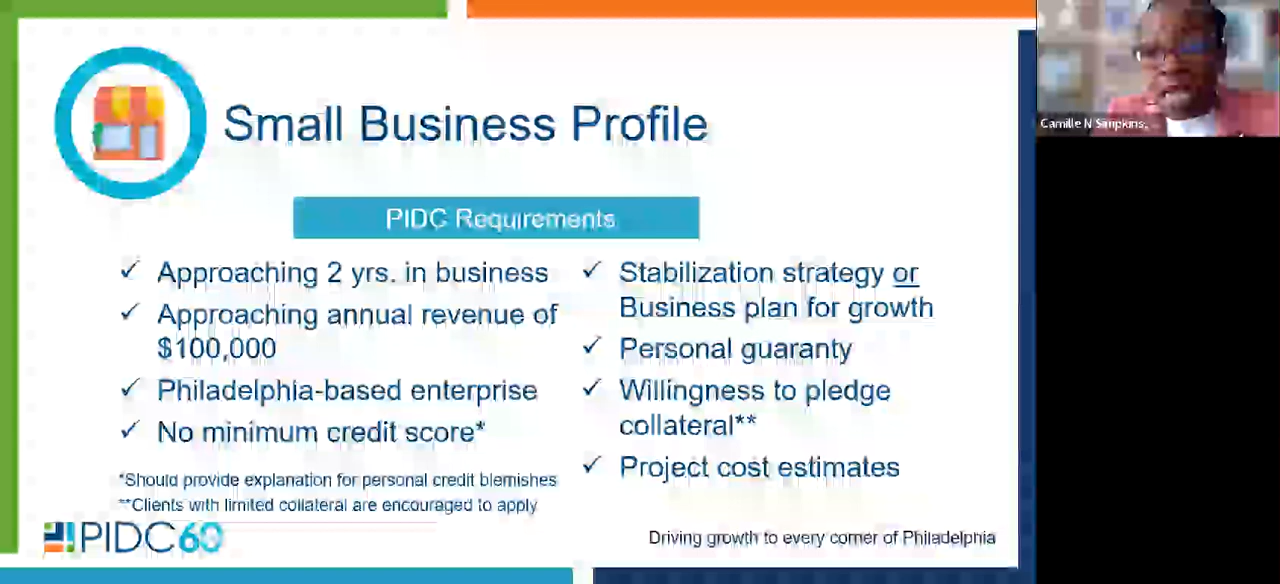 Small Business Profile
PIDC Requirements
✓ Approaching 2 yrs. in business
✓ Approaching annual revenue of
$100,000
✓ Philadelphia-based enterprise
✓ No minimum credit score*
*Should provide explanation for personal credit blemishes
**Clients with limited collateral are encouraged to apply
✓ Stabilization strategy or
Business plan for growth
✓ Personal guaranty
✓ Willingness to pledge
collateral**
✓ Project cost estimates
PIDC60
Driving growth to every corner of Philadelphia
Camille N Simpkins,